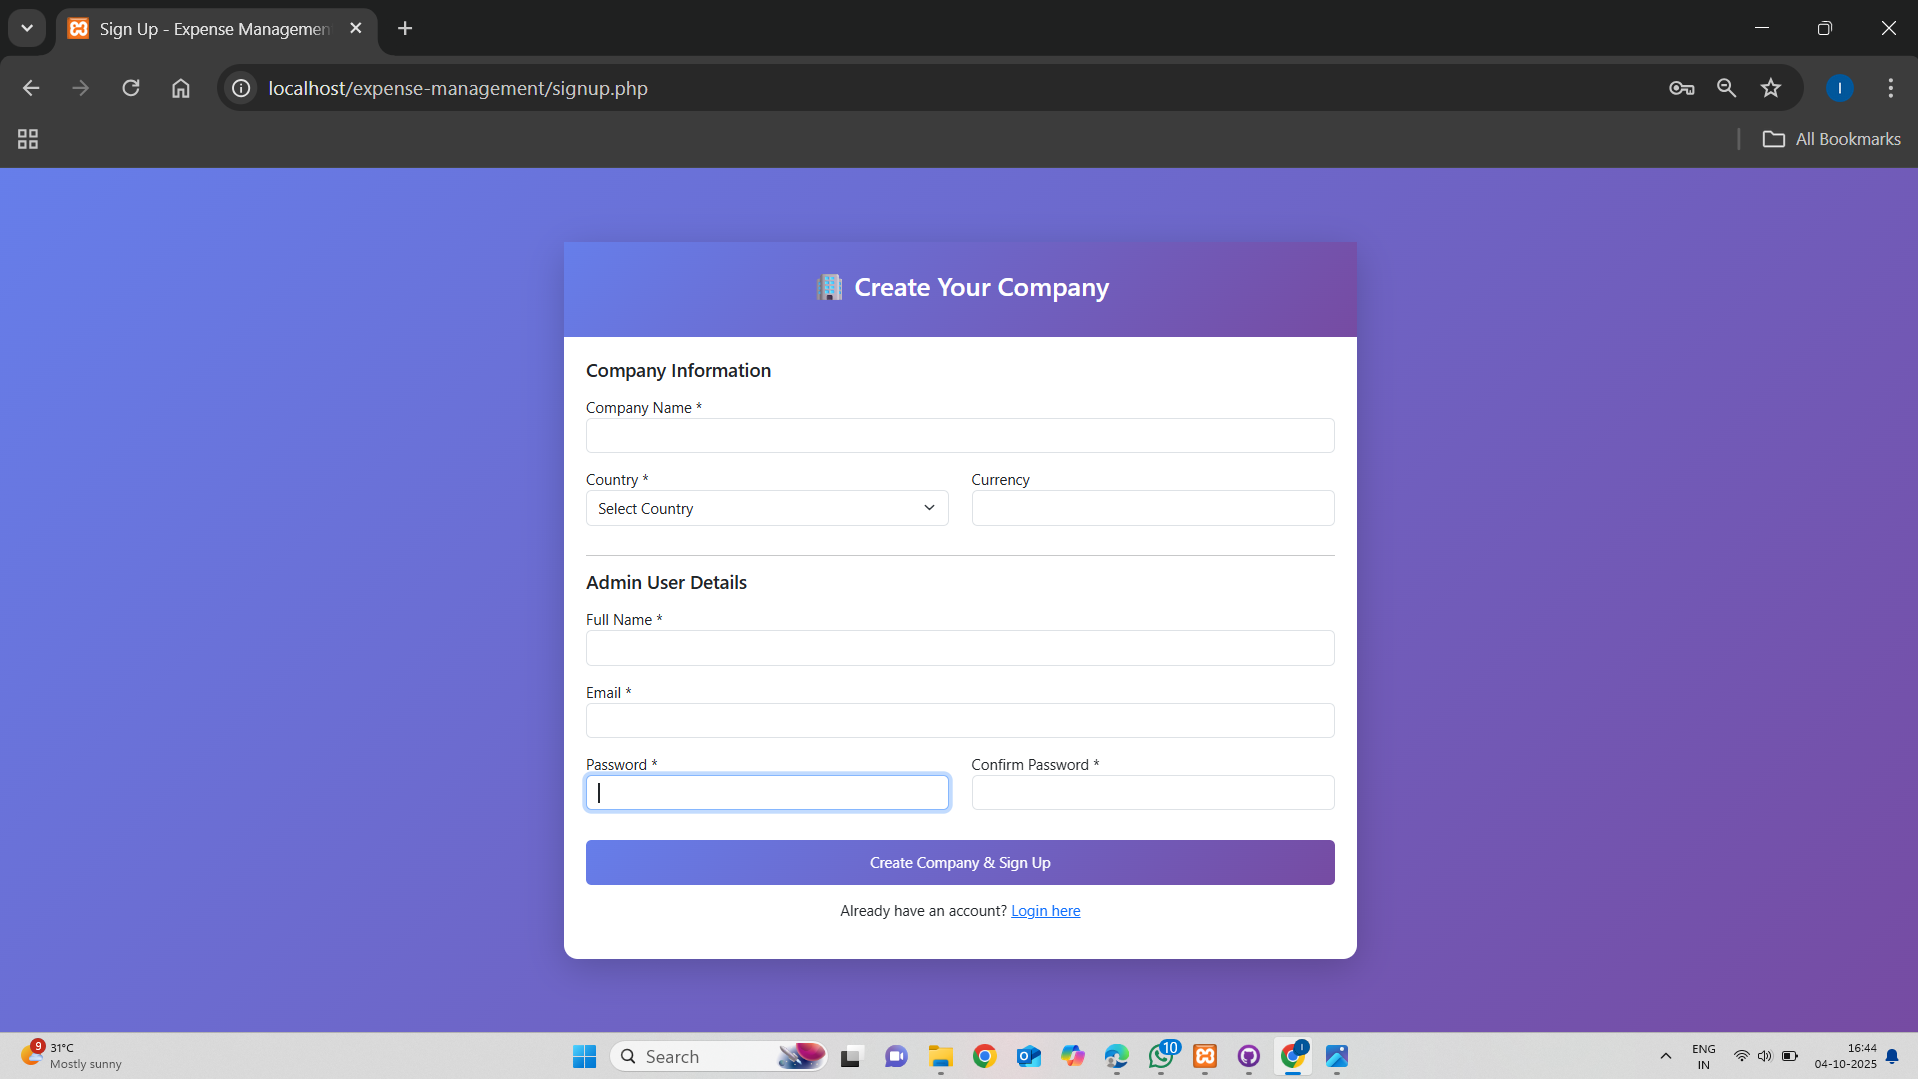 Sign Up - Expense Managemen
localhost/expense-management/signup.php
I
All Bookmarks
Create Your Company
Company Information
Company Name *
Country *
Currency
Select Country
Admin User Details
Full Name *
Email *
Password *
Confirm Password *
Create Company & Sign Up
Already have an account? Login here
9
31°C
Mostly sunny
Search
10
I
ENG
IN
16:44
04-10-2025